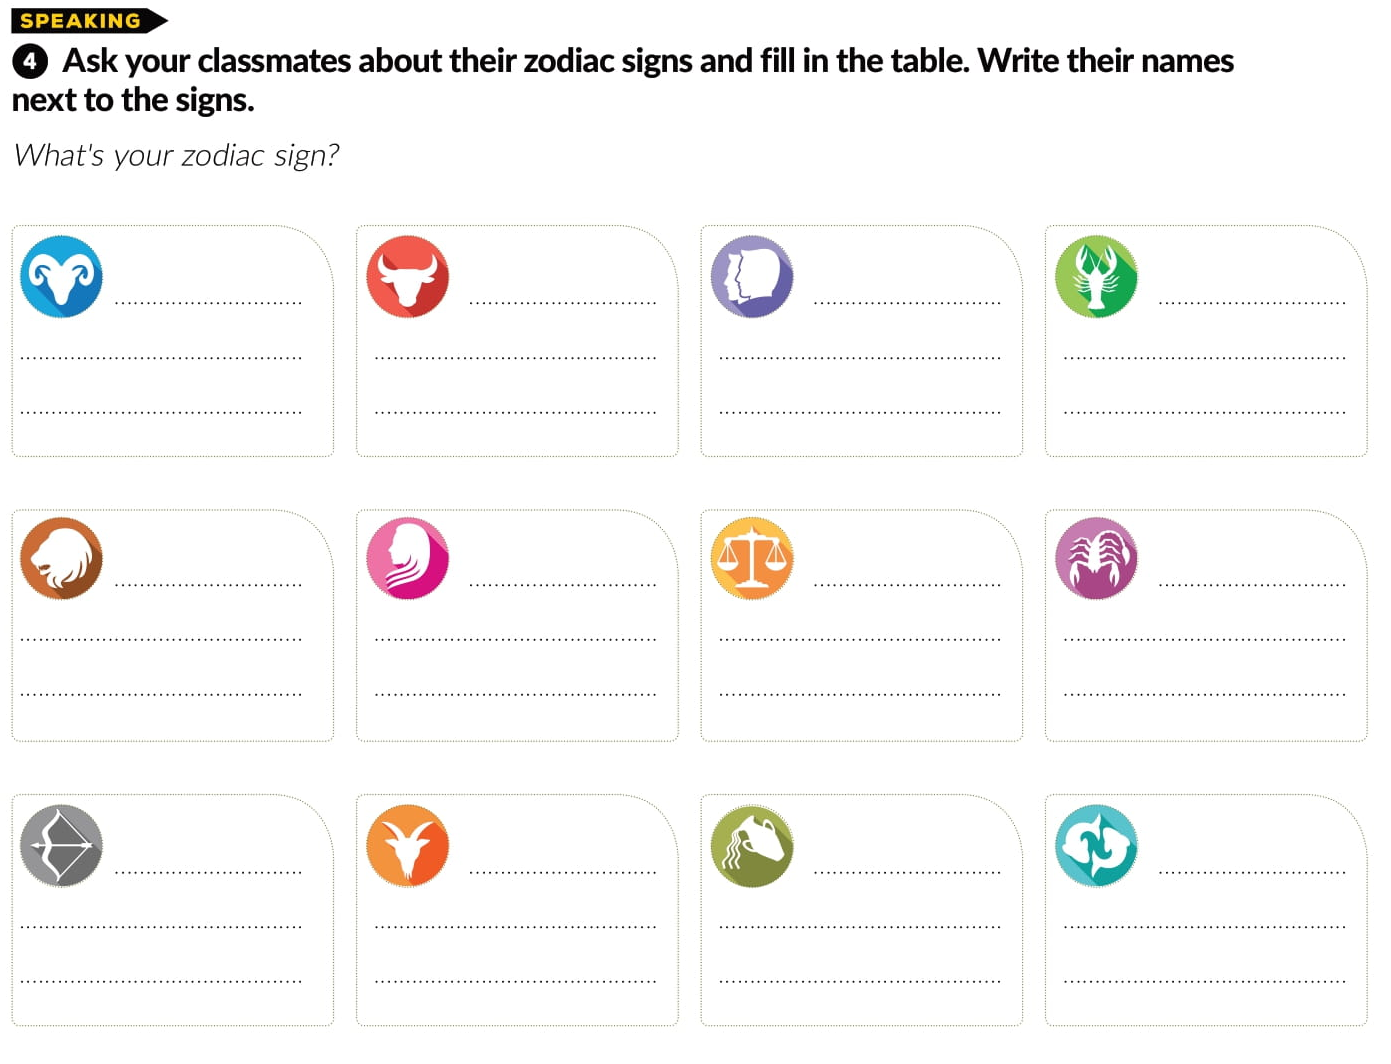 SPEAKING
4 Ask your classmates about their zodiac signs and fill in the table. Write their names
next to the signs.
What's your zodiac sign?